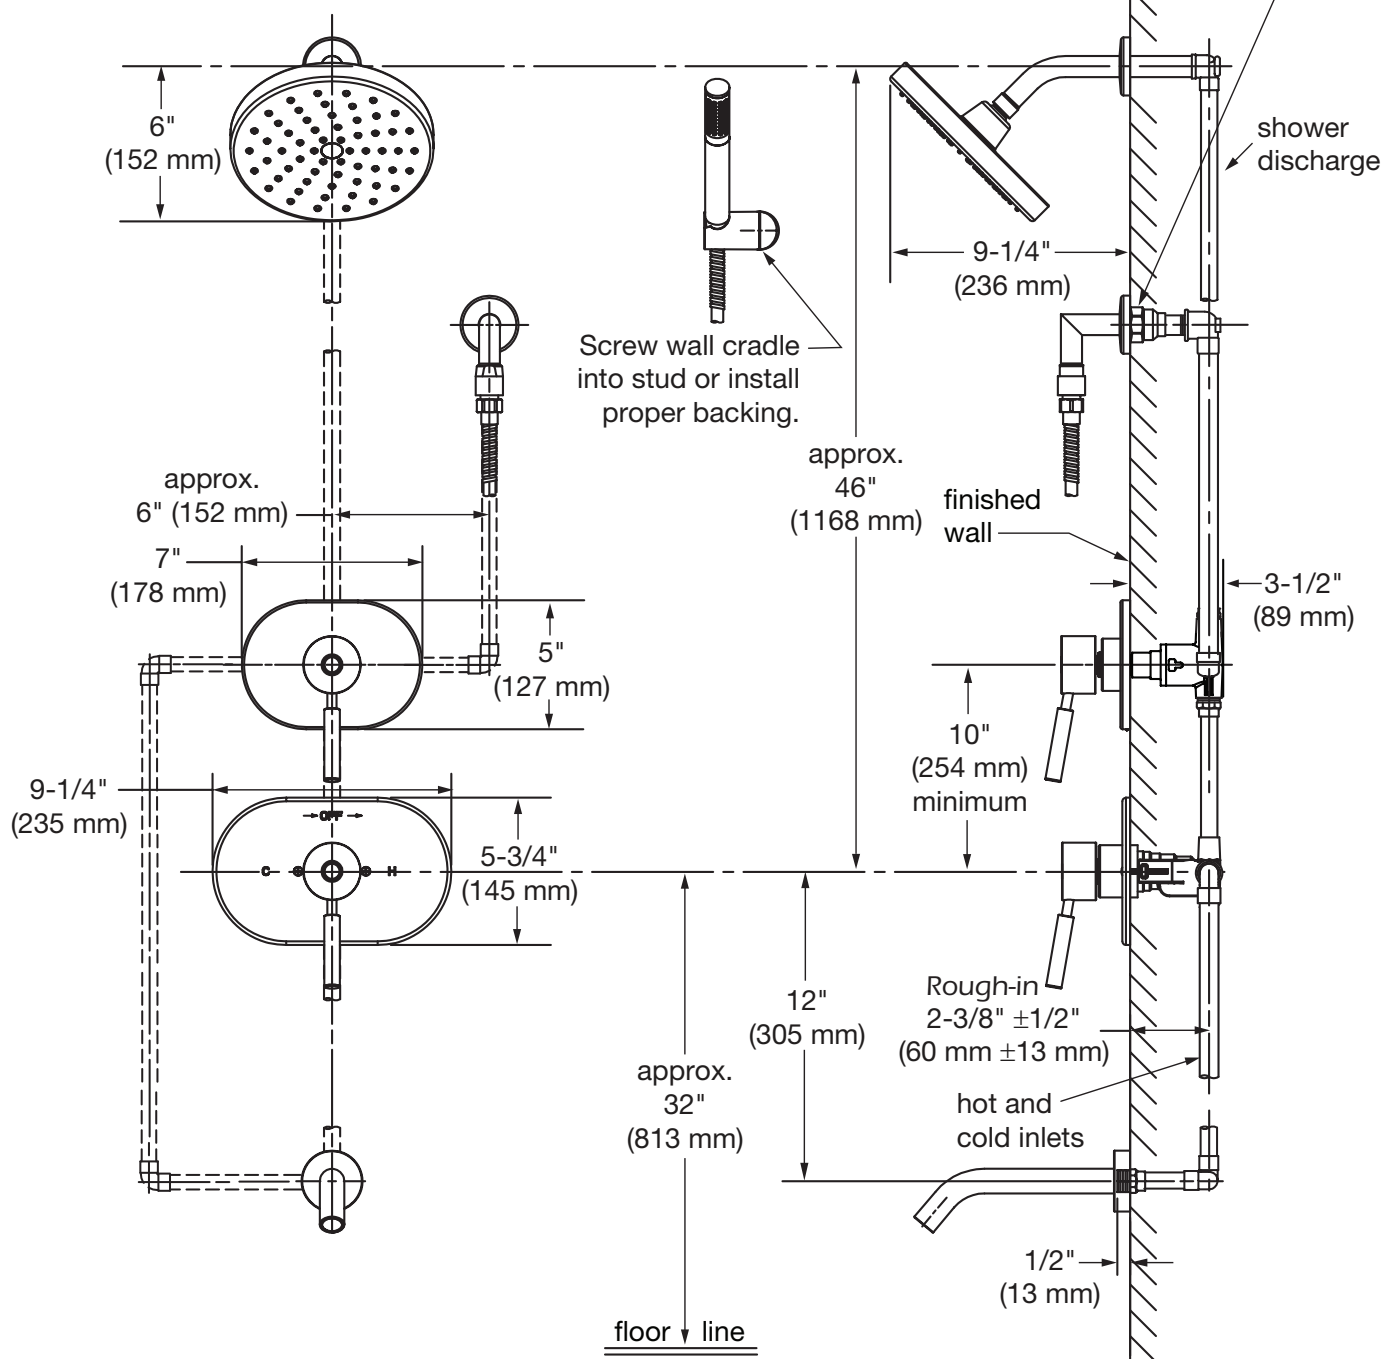 6"
(152 mm)
shower
discharge
9-1/4"
(236 mm)
Screw wall cradle
into stud or install
proper backing.
approx.
46"
(1168 mm)
approx.
6" (152 mm)
finished
wall
7"
(178 mm)
3-1/2"
(89 mm)
5"
(127 mm)
10"
(254 mm)
minimum
9-1/4"
(235 mm)
OFF
C
H
5-3/4"
(145 mm)
Rough-in
2-3/8" ±1/2"
(60 mm ±13 mm)
12"
(305 mm)
approx.
32"
(813 mm)
hot and
cold inlets
1/2"
(13 mm)
floor line